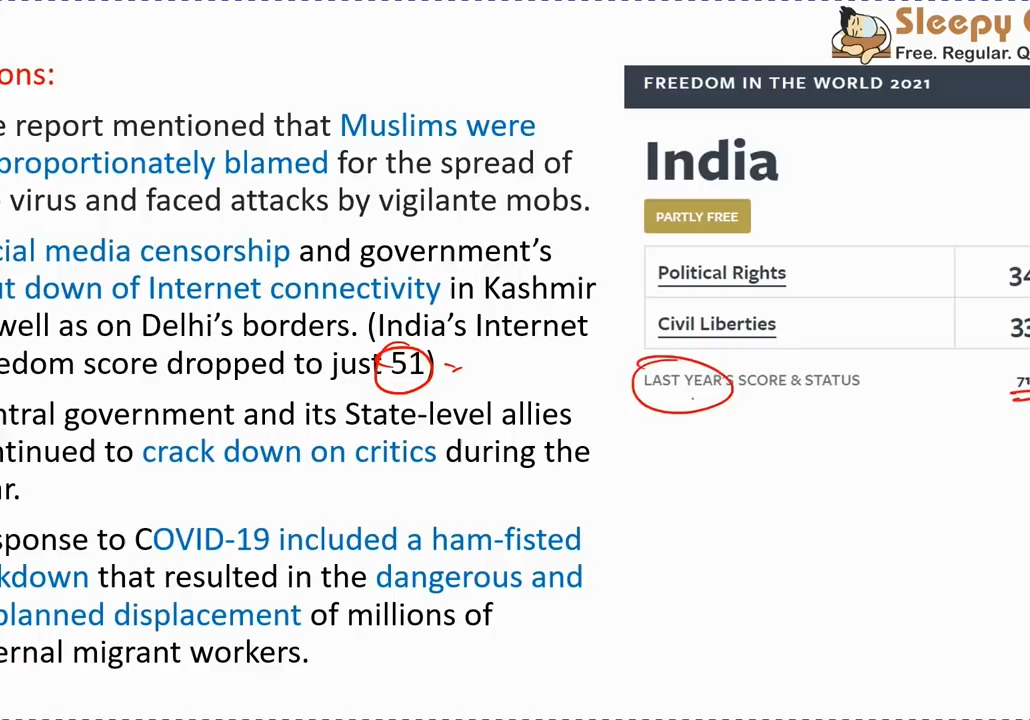 Sleepy
Free. Regular.
ons:
e report mentioned that Muslims were
proportionately blamed for the spread of
virus and faced attacks by vigilante mobs.
cial media censorship and government's
ut down of Internet connectivity in Kashmir
well as on Delhi's borders. (India's Internet
edom score dropped to just 51)
ntral government and its State-level allies
ntinued to crack down on critics during the
ar.
sponse to COVID-19 included a ham-fisted
kdown that resulted in the dangerous and
planned displacement of millions of
ernal migrant workers.
FREEDOM IN THE WORLD 2021
India
PARTLY FREE
Political Rights 34
Civil Liberties 33
LAST YEAR'S SCORE & STATUS 71